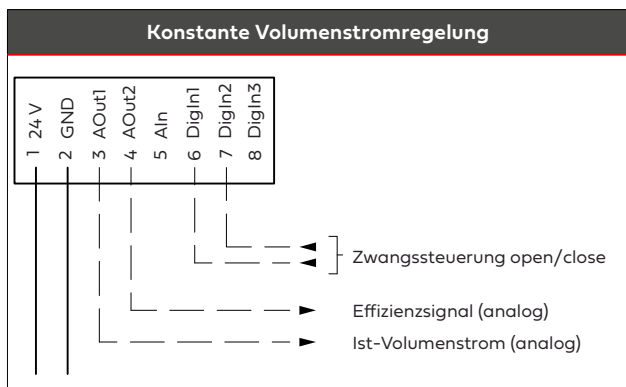 Konstante Volumenstromregelung
1 24 V
2 GND
3 AOut1
4 AOut2
5 AIn
6 DigIn1
7 DigIn2
8 DigIn3
Zwangssteuerung open/close
Effizienzsignal (analog)
Ist-Volumenstrom (analog)